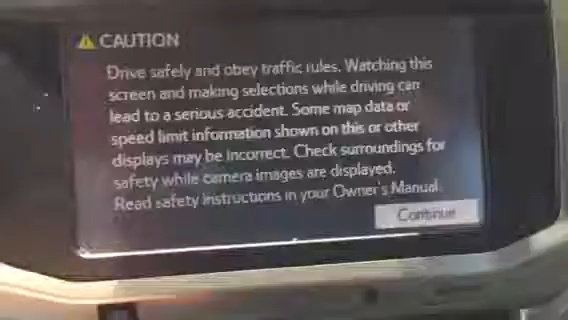 CAUTION
Drive safely and obey traffic rules. Watching this
screen and making selections while driving can
lead to a serious accident. Some map data or
speed limit information shown on this or other
displays may be incorrect. Check surroundings for
safety while camera images are displayed.
Read safety instructions in your Owner's Manual.
Continue